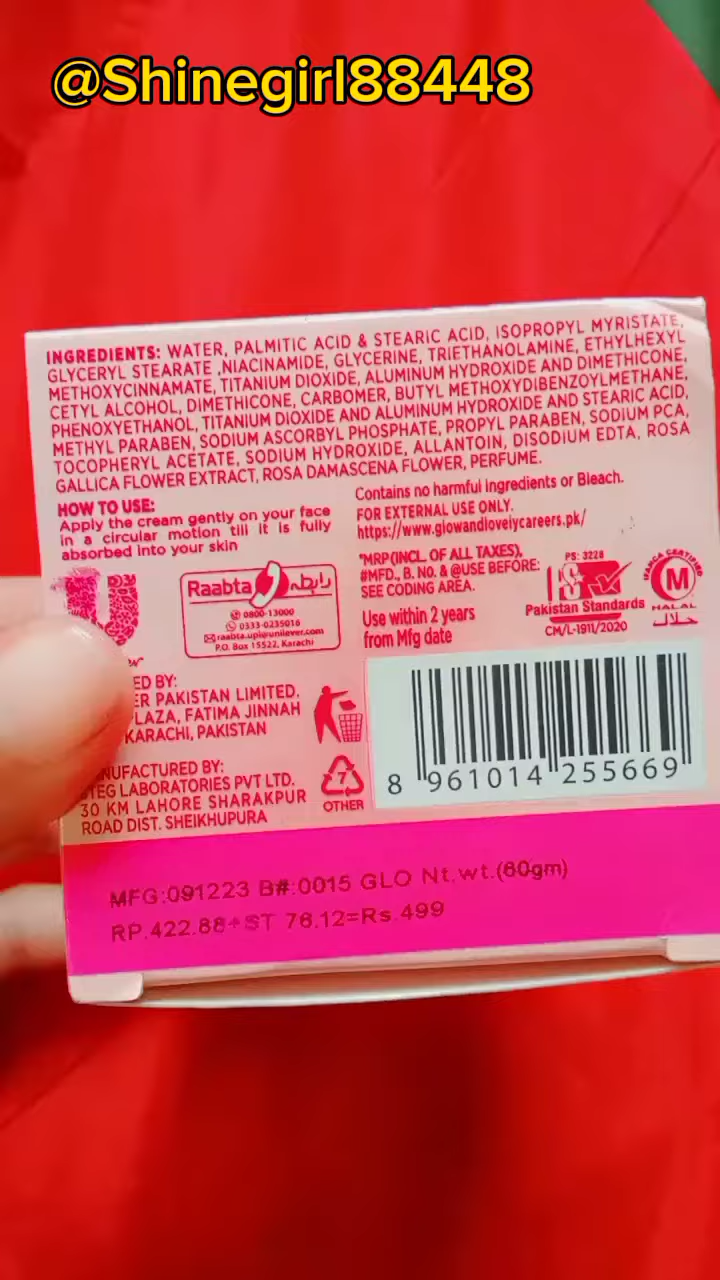 @Shinegirl88448
INGREDIENTS: WATER, PALMITIC ACID & STEARIC ACID, ISOPROPYL MYRISTATE,
GLYCERYL STEARATE ,NIACINAMIDE, GLYCERINE, TRIETHANOLAMINE, ETHYLHEXYL
METHOXYCINNAMATE, TITANIUM DIOXIDE, ALUMINUM HYDROXIDE AND DIMETHICONE,
CETYL ALCOHOL, DIMETHICONE, CARBOMER, BUTYL METHOXYDIBENZOYLMETHANE,
PHENOXYETHANOL, TITANIUM DIOXIDE AND ALUMINUM HYDROXIDE AND STEARIC ACID,
METHYL PARABEN, SODIUM ASCORBYL PHOSPHATE, PROPYL PARABEN, SODIUM PCA,
TOCOPHERYL ACETATE, SODIUM HYDROXIDE, ALLANTOIN, DISODIUM EDTA, ROSA
GALLICA FLOWER EXTRACT, ROSA DAMASCENA FLOWER, PERFUME.
HOW TO USE:
Apply the cream gently on your face
in a circular motion till it is fully
absorbed into your skin
Contains no harmful ingredients or Bleach.
FOR EXTERNAL USE ONLY.
https://www.glowandlovelycareers.pk/
*MRP(INCL. OF ALL TAXES),
#MFD., B. NO. & @USE BEFORE:
SEE CODING AREA.
Use within 2 years
from Mfg date
Raabta رابطہ
0800-13000
0333-0235016
raabta.upl@unilever.com
P.O. Box 15522, Karachi
PS: 3228
Pakistan Standards
CM/L-1911/2020
CERTIFIED
M
HALAL
حلال
ED BY:
ER PAKISTAN LIMITED.
LAZA, FATIMA JINNAH
KARACHI, PAKISTAN
NUFACTURED BY:
TEG LABORATORIES PVT LTD.
30 KM LAHORE SHARAKPUR
ROAD DIST. SHEIKHUPURA
7
OTHER
8 961014 255669
MFG:091223 B#:0015 GLO Nt.wt.(80gm)
RP.422.88+ST 76.12=Rs.499